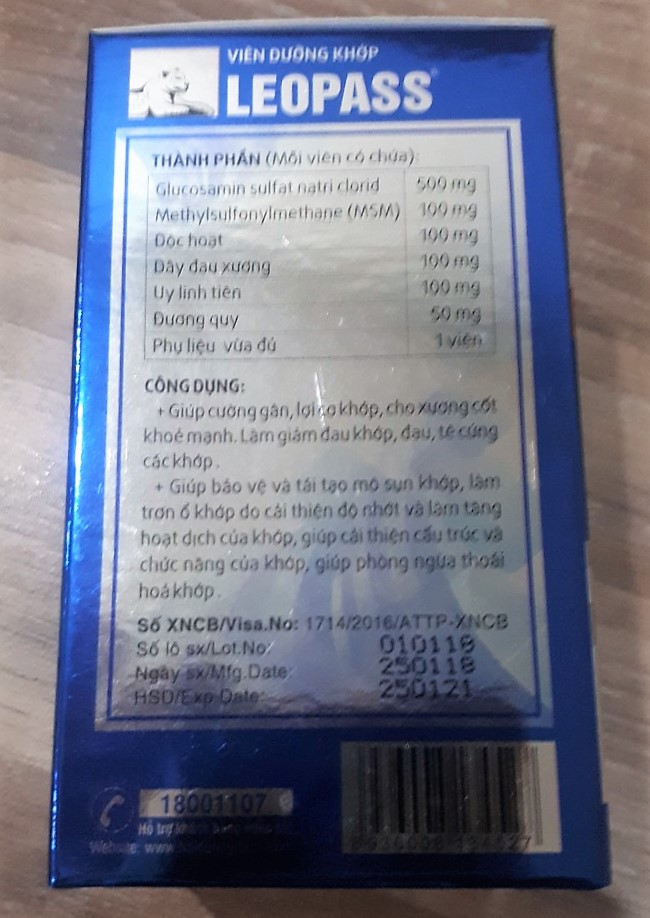 VIÊN DƯỠNG KHỚP
LEOPASS®
THÀNH PHẦN (Mỗi viên có chứa):
Glucosamin sulfat natri clorid 500 mg
Methylsulfonylmethane (MSM) 100 mg
Độc hoạt 100 mg
Dây đau xương 100 mg
Uy linh tiên 100 mg
Đương quy 50 mg
Phụ liệu vừa đủ 1 viên
CÔNG DỤNG:
+ Giúp cường gân, lợi cơ khớp, cho xương cốt
khoẻ mạnh. Làm giảm đau khớp, đau, tê cứng
các khớp.
+ Giúp bảo vệ và tái tạo mô sụn khớp, làm
trơn ổ khớp do cải thiện độ nhớt và làm tăng
hoạt dịch của khớp, giúp cải thiện cấu trúc và
chức năng của khớp, giúp phòng ngừa thoái
hoá khớp.
Số XNCB/Visa.No: 1714/2016/ATTP-XNCB
Số lô sx/Lot.No: 010118
Ngày sx/Mfg.Date: 250118
HSD/Exp Date: 250121
18001107
Hỗ trợ
Website: www